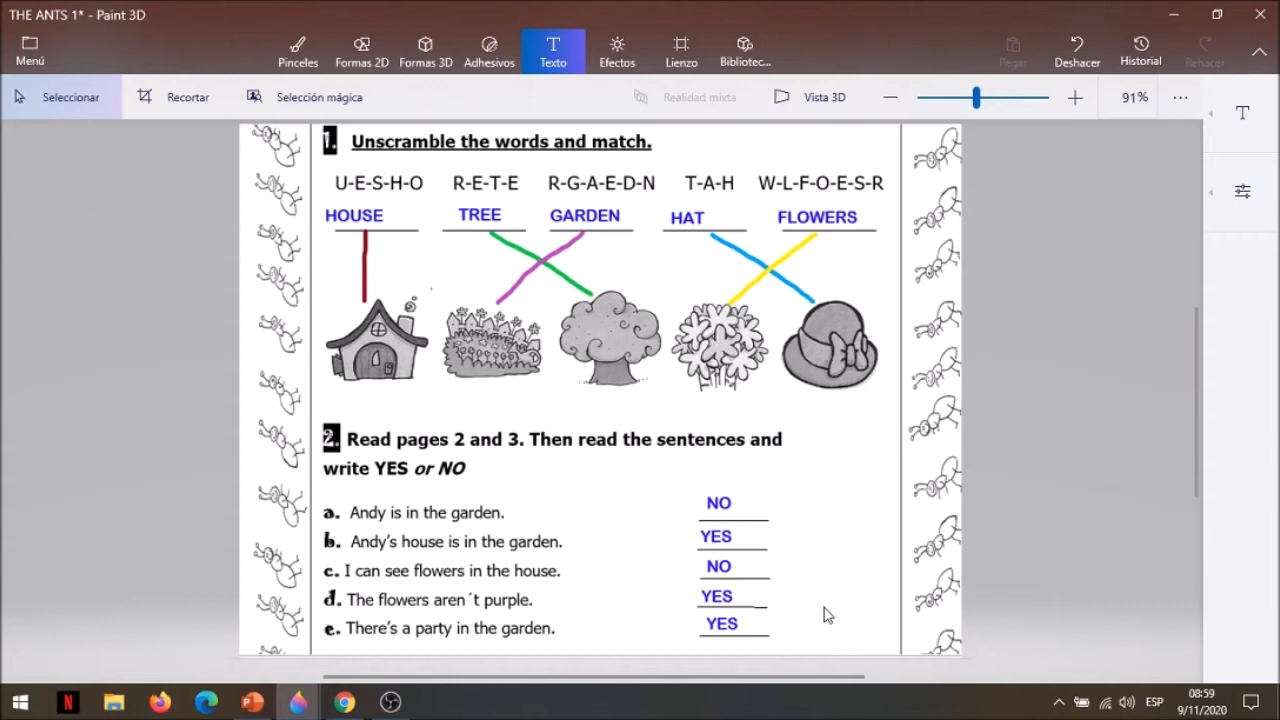 THE ANTS 1* - Paint 3D
Menú
Pinceles
Formas 2D
Formas 3D
Adhesivos
Texto
Efectos
Lienzo
Bibliotec...
Pegar
Deshacer
Historial
Rehacer
Seleccionar
Recortar
Selección mágica
Realidad mixta
Vista 3D
91%
1. Unscramble the words and match.
U-E-S-H-O R-E-T-E R-G-A-E-D-N T-A-H W-L-F-O-E-S-R
HOUSE TREE GARDEN HAT FLOWERS
2. Read pages 2 and 3. Then read the sentences and
write YES or NO
a. Andy is in the garden. NO
b. Andy's house is in the garden. YES
c. I can see flowers in the house. NO
d. The flowers aren´t purple. YES
e. There's a party in the garden. YES
ESP
08:59
9/11/2020